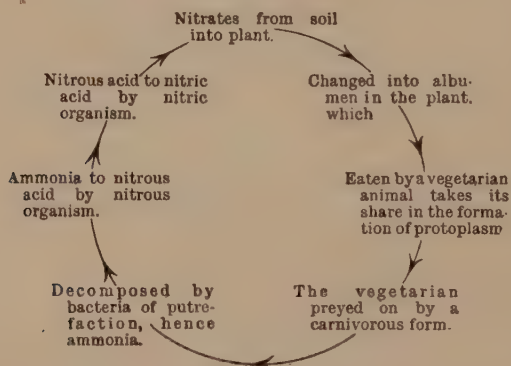 Nitrates from soil
into plant.
Changed into albu-
men in the plant,
which
Eaten by a vegetarian
animal takes its
share in the forma-
tion of protoplasm
The vegetarian
preyed on by a
carnivorous form.
Decomposed by
bacteria of putre-
faction, hence
ammonia.
Ammonia to nitrous
acid by nitrous
organism.
Nitrous acid to nitric
acid by nitric
organism.